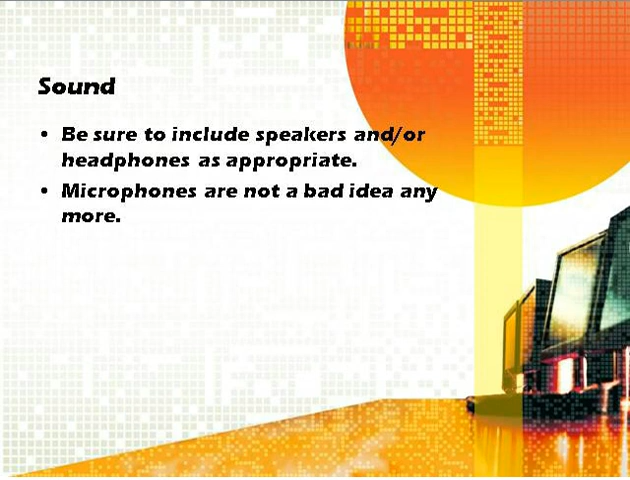 Sound
• Be sure to include speakers and/or
headphones as appropriate.
• Microphones are not a bad idea any
more.